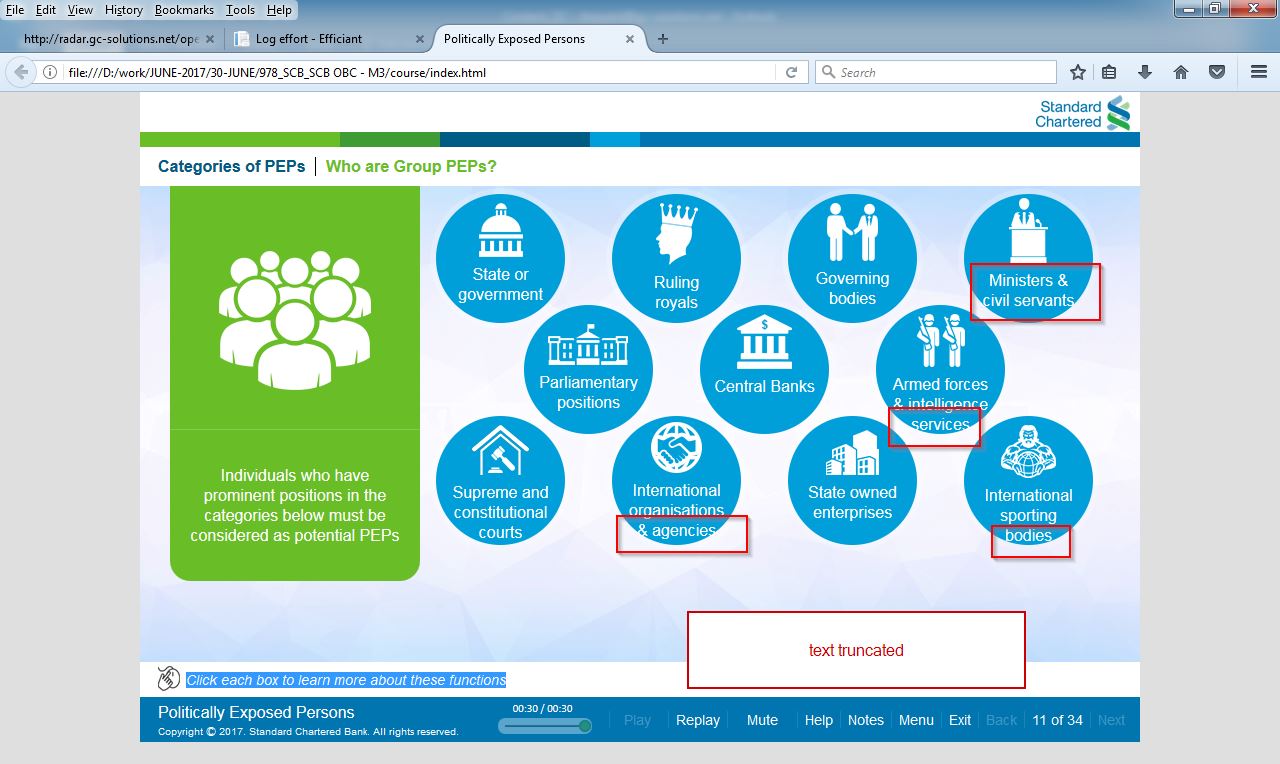 File Edit View History Bookmarks Tools Help
http://radar.gc-solutions.net/ope
Log effort - Efficiant
Politically Exposed Persons
file:///D:/work/JUNE-2017/30-JUNE/978_SCB_SCB OBC - M3/course/index.html
Search
Standard
Chartered
Categories of PEPs | Who are Group PEPs?
State or
government
Ruling
royals
Governing
bodies
Ministers &
civil servants
Parliamentary
positions
Central Banks
$
Armed forces
& intelligence
services
Individuals who have
prominent positions in the
categories below must be
considered as potential PEPs
Supreme and
constitutional
courts
International
organisations
& agencies
State owned
enterprises
International
sporting
bodies
text truncated
Click each box to learn more about these functions
Politically Exposed Persons
Copyright © 2017. Standard Chartered Bank. All rights reserved.
00:30 / 00:30
Play Replay Mute Help Notes Menu Exit Back 11 of 34 Next